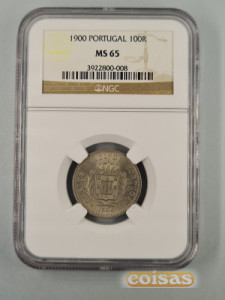 1900 PORTUGAL 100R
MS 65
3922800-008
NGC
coisas